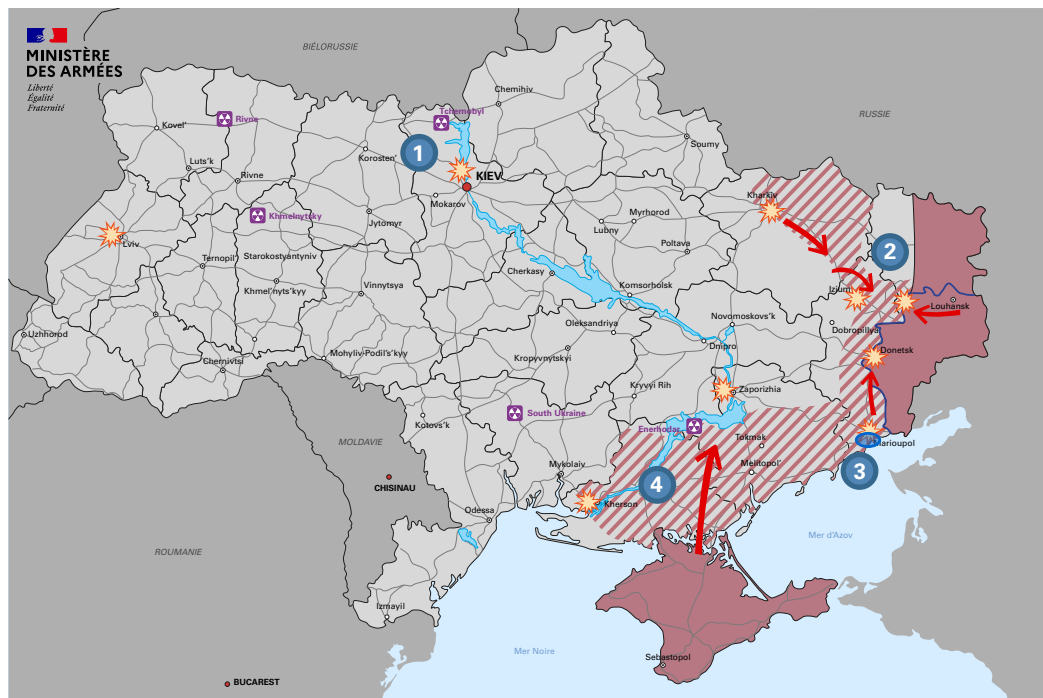 MINISTÈRE
DES ARMÉES
Liberté
Égalité
Fraternité
BIÉLORUSSIE
RUSSIE
Chernihiv
Tchernobyl
Rivne
Kovel'
Soumy
1
Korosten'
Luts'k
KIEV
Rivne
Kharkiv
Mokarov
Khmelnytsky
Jytomyr
Myrhorod
Lubny
Lviv
Poltava
2
Ternopil'
Starokostyantyniv
Cherkasy
Khmel'nyts'kyy
Vinnytsya
Komsorholsk
Izium
Louhansk
Uzhhorod
Oleksandriya
Novomoskovs'k
Dobropillya
Chernivtsi
Mohyliv-Podil's'kyy
Kropyvnytskyi
Dnipro
Donetsk
Kryvyi Rih
Zaporizhia
Kotovs'k
South Ukraine
Enerhodar
MOLDAVIE
Tokmak
Marioupol
Mykolaiv
Melitopol'
3
4
CHISINAU
Kherson
Odessa
Mer d'Azov
ROUMANIE
Izmayil
Mer Noire
Sebastopol
BUCAREST